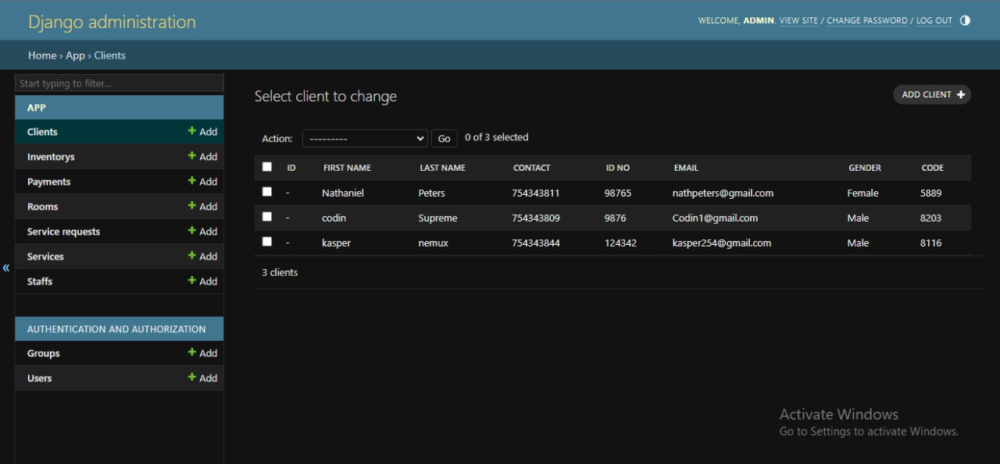 Django administration
WELCOME, ADMIN. VIEW SITE / CHANGE PASSWORD / LOG OUT
Home › App › Clients
Start typing to filter...
APP
Clients + Add
Inventorys + Add
Payments + Add
Rooms + Add
Service requests + Add
Services + Add
Staffs + Add
«
AUTHENTICATION AND AUTHORIZATION
Groups + Add
Users + Add
Select client to change
ADD CLIENT +
Action: --------- Go 0 of 3 selected
ID FIRST NAME LAST NAME CONTACT ID NO EMAIL GENDER CODE
- Nathaniel Peters 754343811 98765 nathpeters@gmail.com Female 5889
- codin Supreme 754343809 9876 Codin1@gmail.com Male 8203
- kasper nemux 754343844 124342 kasper254@gmail.com Male 8116
3 clients
Activate Windows
Go to Settings to activate Windows.